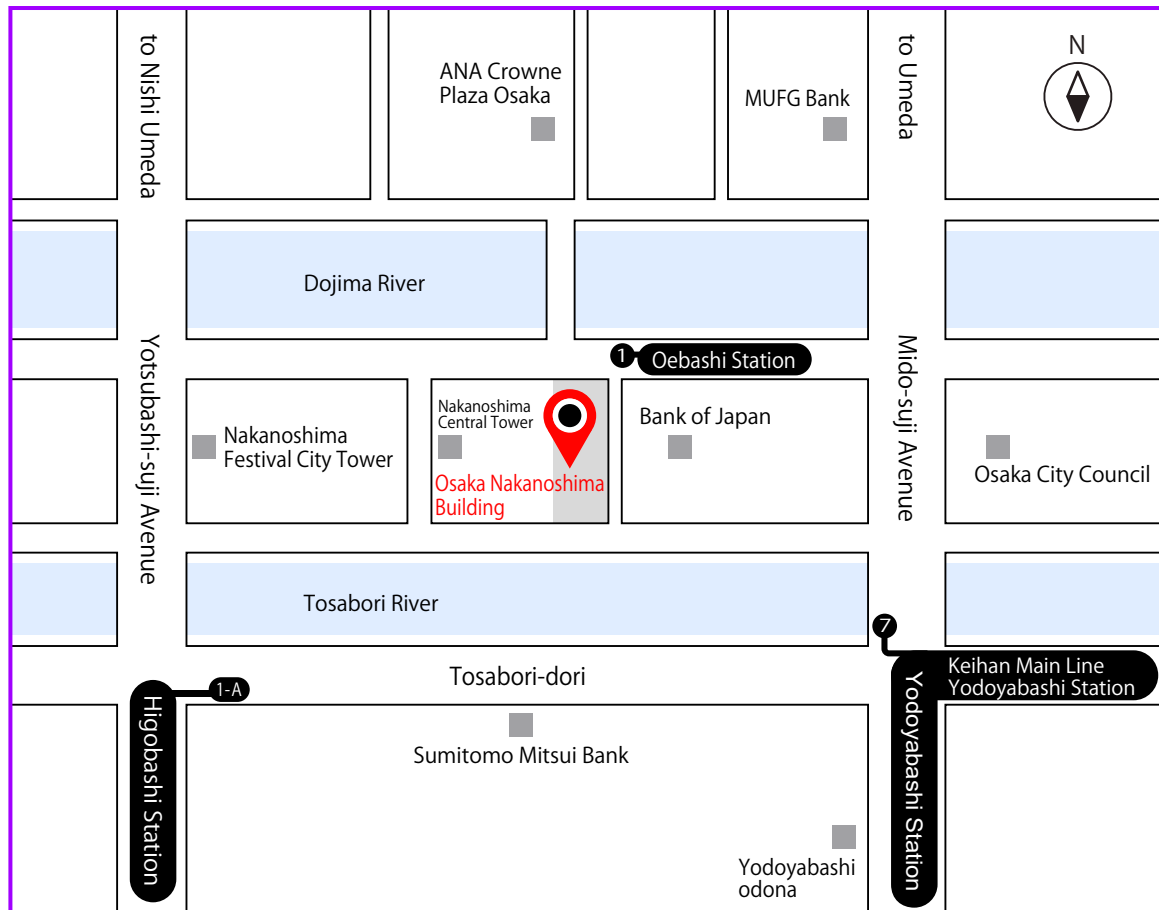 to Nishi Umeda
ANA Crowne
Plaza Osaka
MUFG Bank
to Umeda
N
Dojima River
Yotsubashi-suji Avenue
1
Oebashi Station
Mido-suji Avenue
Nakanoshima
Festival City Tower
Nakanoshima
Central Tower
Osaka Nakanoshima
Building
Bank of Japan
Osaka City Council
Tosabori River
7
Keihan Main Line
Yodoyabashi Station
Tosabori-dori
1-A
Higobashi Station
Yodoyabashi Station
Sumitomo Mitsui Bank
Yodoyabashi
odona